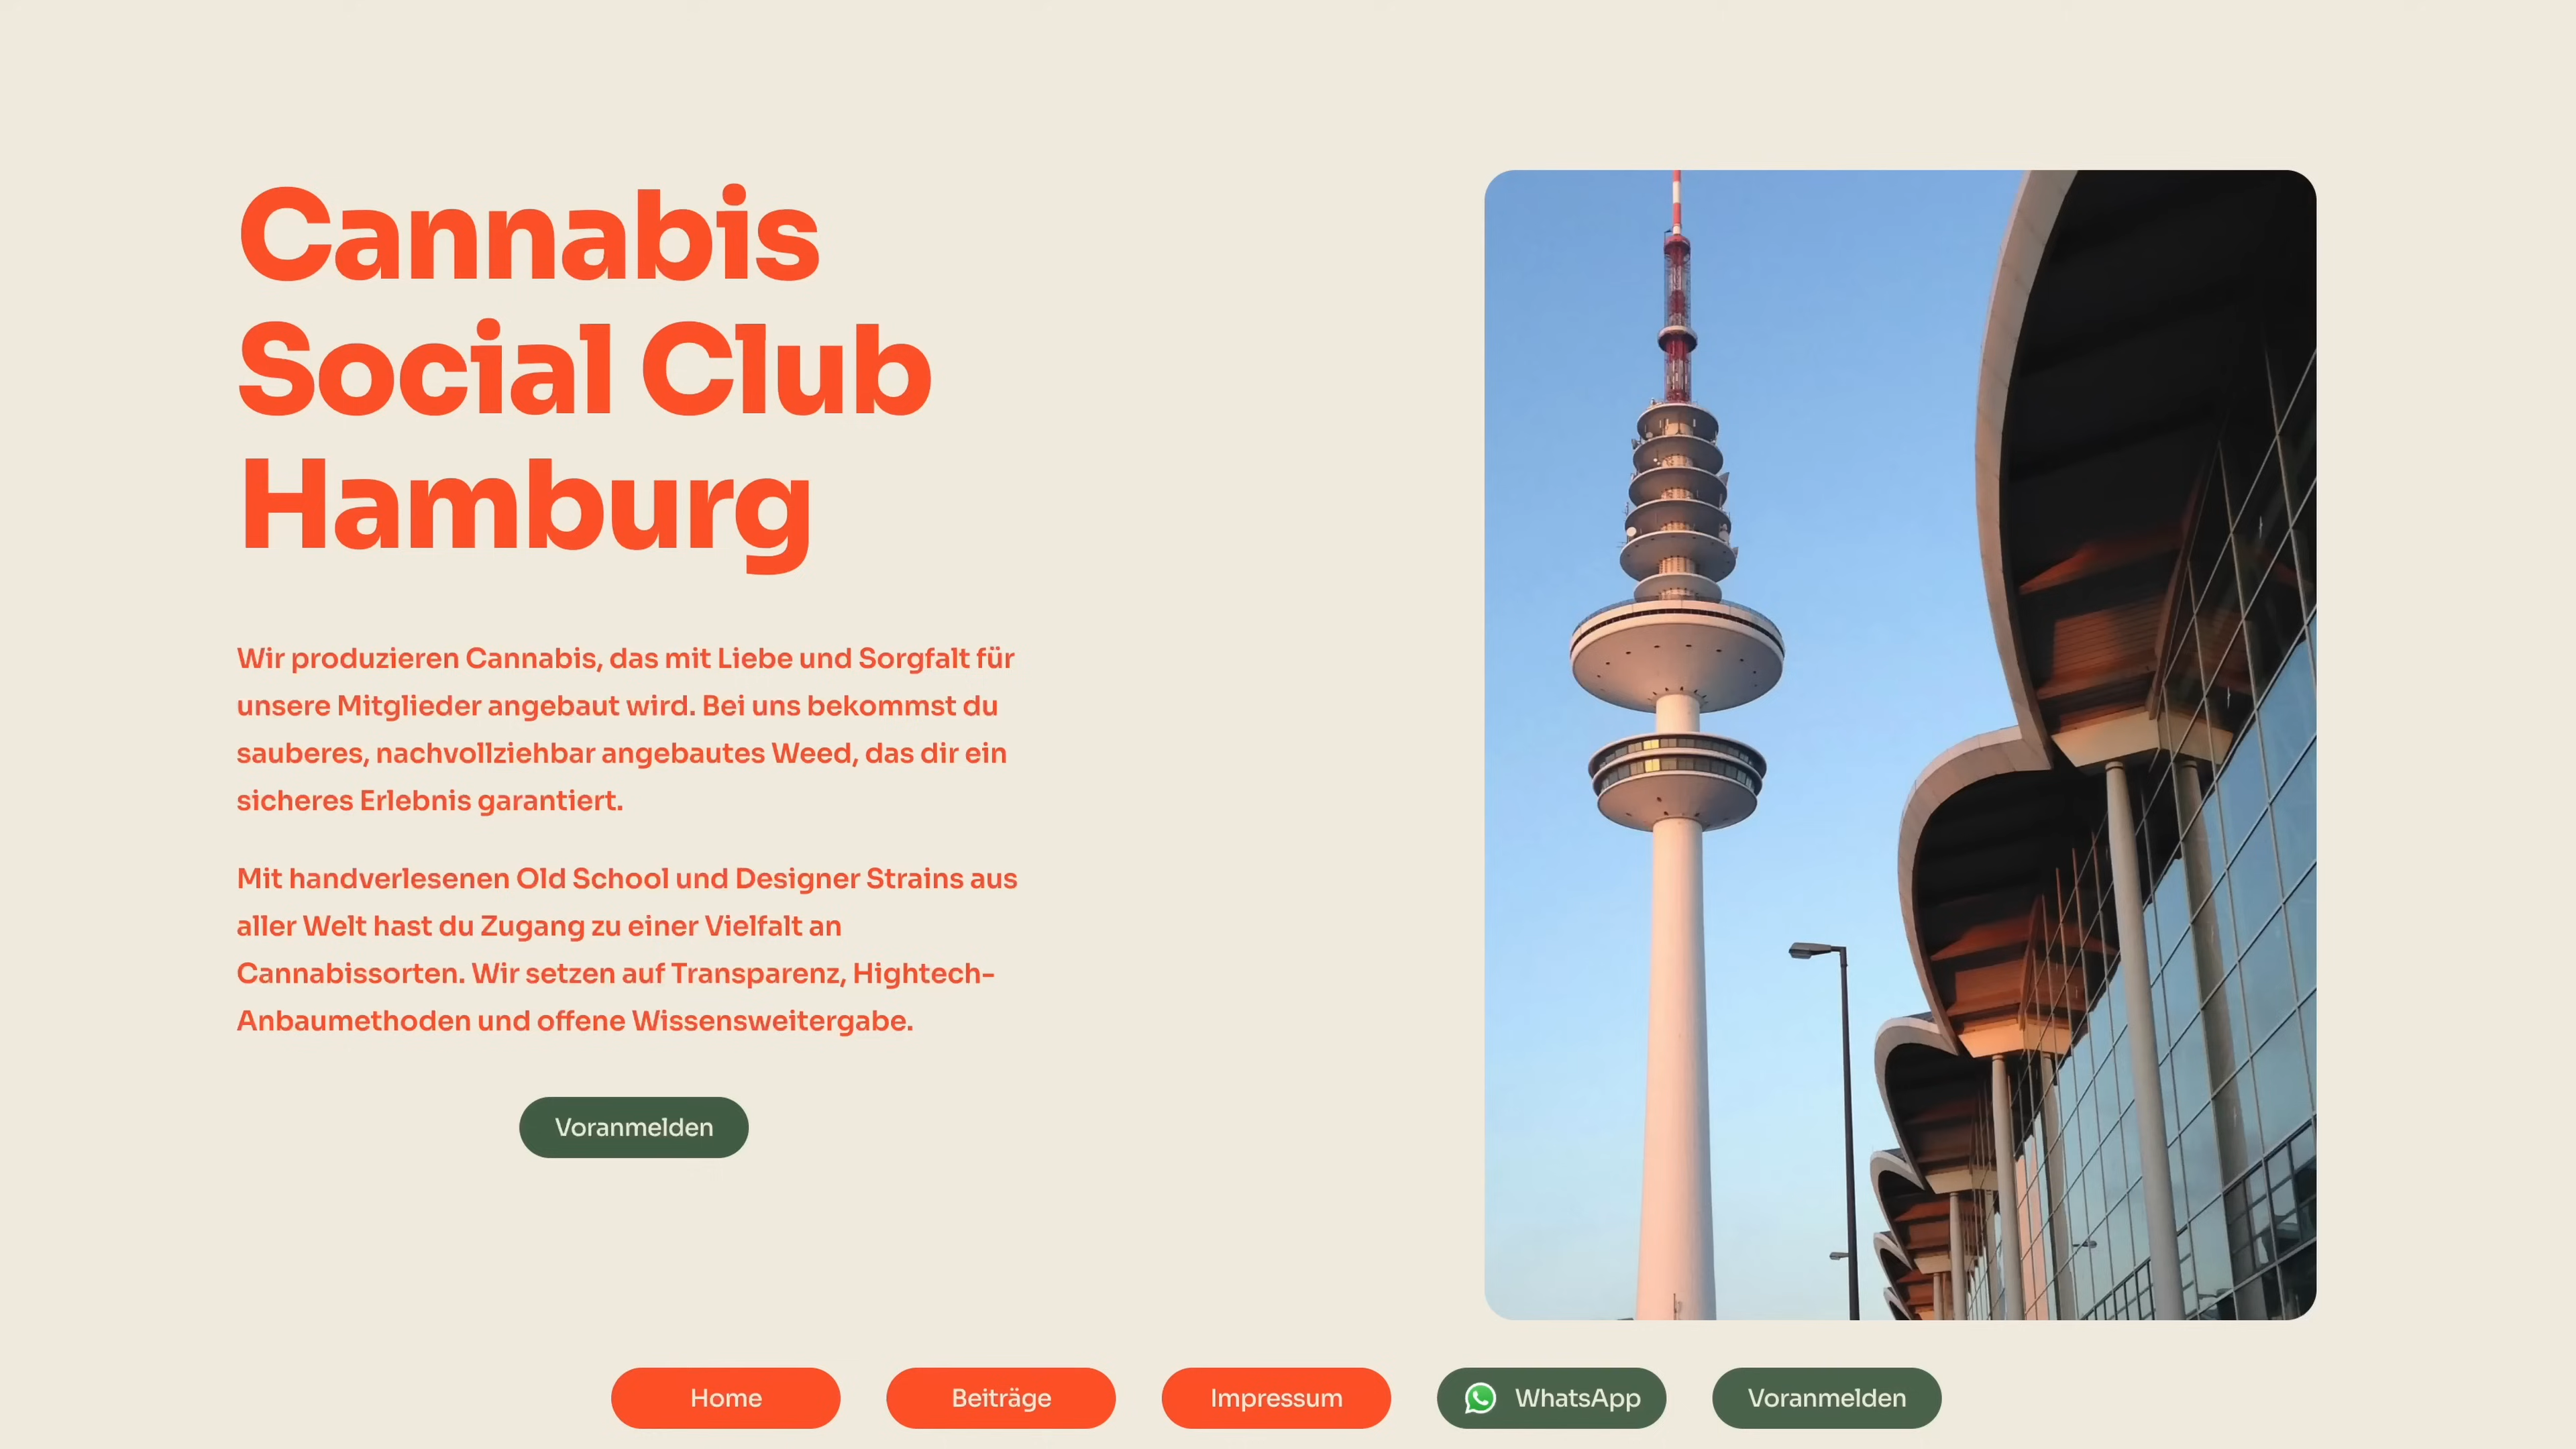 Cannabis
Social Club
Hamburg
Wir produzieren Cannabis, das mit Liebe und Sorgfalt für
unsere Mitglieder angebaut wird. Bei uns bekommst du
sauberes, nachvollziehbar angebautes Weed, das dir ein
sicheres Erlebnis garantiert.
Mit handverlesenen Old School und Designer Strains aus
aller Welt hast du Zugang zu einer Vielfalt an
Cannabissorten. Wir setzen auf Transparenz, Hightech-
Anbaumethoden und offene Wissensweitergabe.
Voranmelden
Home
Beiträge
Impressum
WhatsApp
Voranmelden